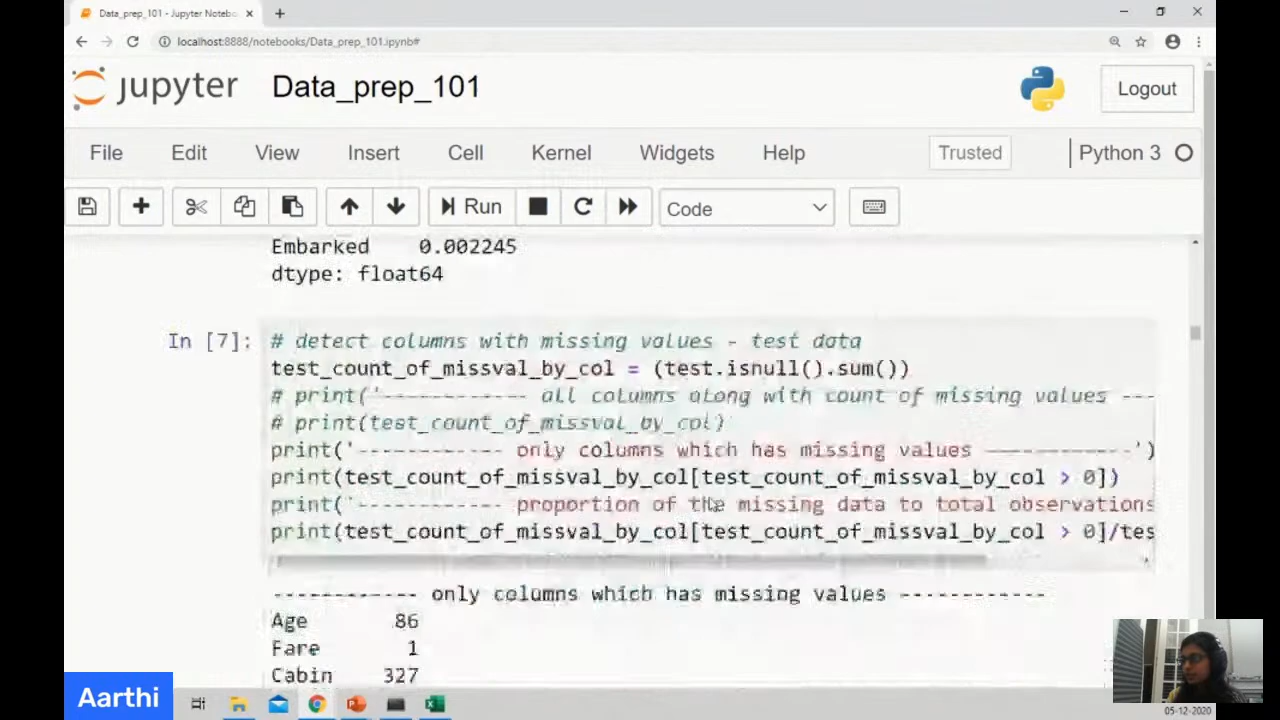 Data_prep_101 - Jupyter Notebo
localhost:8888/notebooks/Data_prep_101.ipynb#
jupyter Data_prep_101
Logout
File Edit View Insert Cell Kernel Widgets Help Trusted Python 3
Run Code
Embarked 0.002245
dtype: float64
In [7]: # detect columns with missing values - test data
test_count_of_missval_by_col = (test.isnull().sum())
# print('------------ all columns along with count of missing values ---
# print(test_count_of_missval_by_col)
print('------------ only columns which has missing values ------------')
print(test_count_of_missval_by_col[test_count_of_missval_by_col > 0])
print('------------ proportion of the missing data to total observations
print(test_count_of_missval_by_col[test_count_of_missval_by_col > 0]/tes
------------ only columns which has missing values ------------
Age 86
Fare 1
Cabin 327
Aarthi
05-12-2020